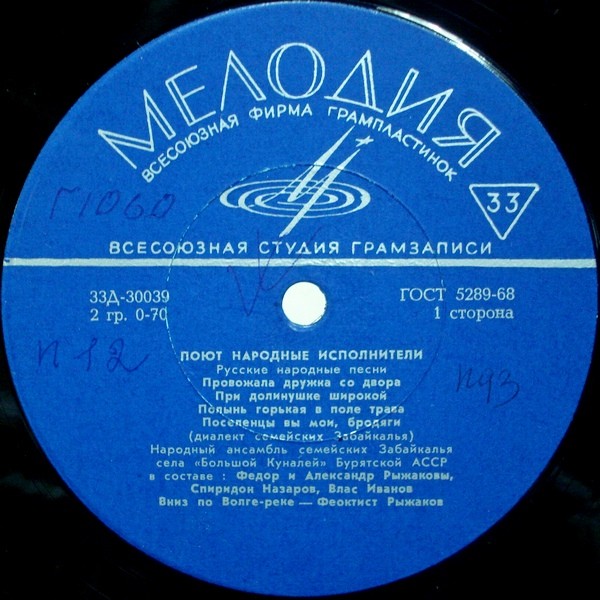 МЕЛОДИЯ
ВСЕСОЮЗНАЯ ФИРМА ГРАМПЛАСТИНОК
33
ВСЕСОЮЗНАЯ СТУДИЯ ГРАМЗАПИСИ
Г1060
33Д-30039
ГОСТ 5289-68
2 гр. 0-70
1 сторона
п 12
ПОЮТ НАРОДНЫЕ ИСПОЛНИТЕЛИ
Русские народные песни
Провожала дружка со двора
При долинушке широкой
Полынь горькая в поле трава
Поселенцы вы мои, бродяги
(диалект семейских Забайкалья)
Народный ансамбль семейских Забайкалья
села «Большой Куналей» Бурятской АССР
в составе : Федор и Александр Рыжаковы,
Спиридон Назаров, Влас Иванов
Вниз по Волге-реке — Феоктист Рыжаков